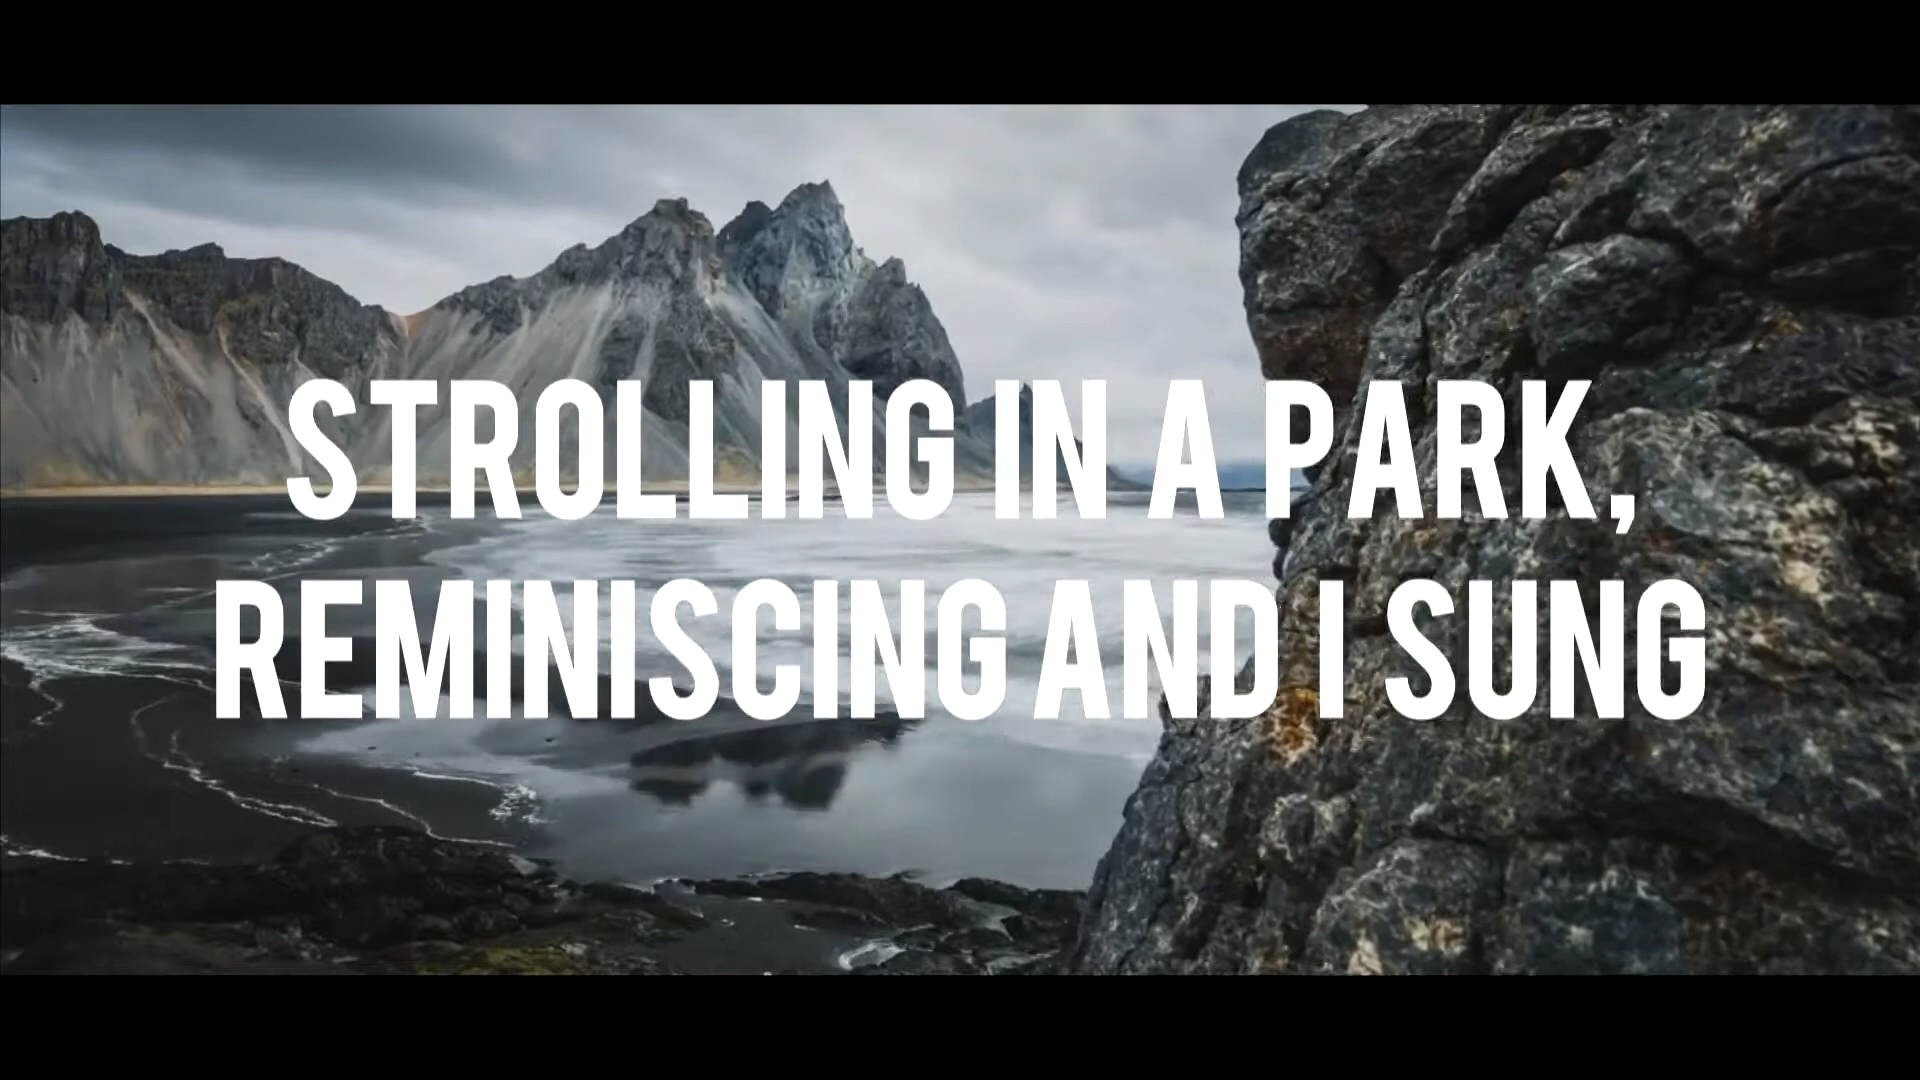 STROLLING IN A PARK,
REMINISCING AND I SUNG